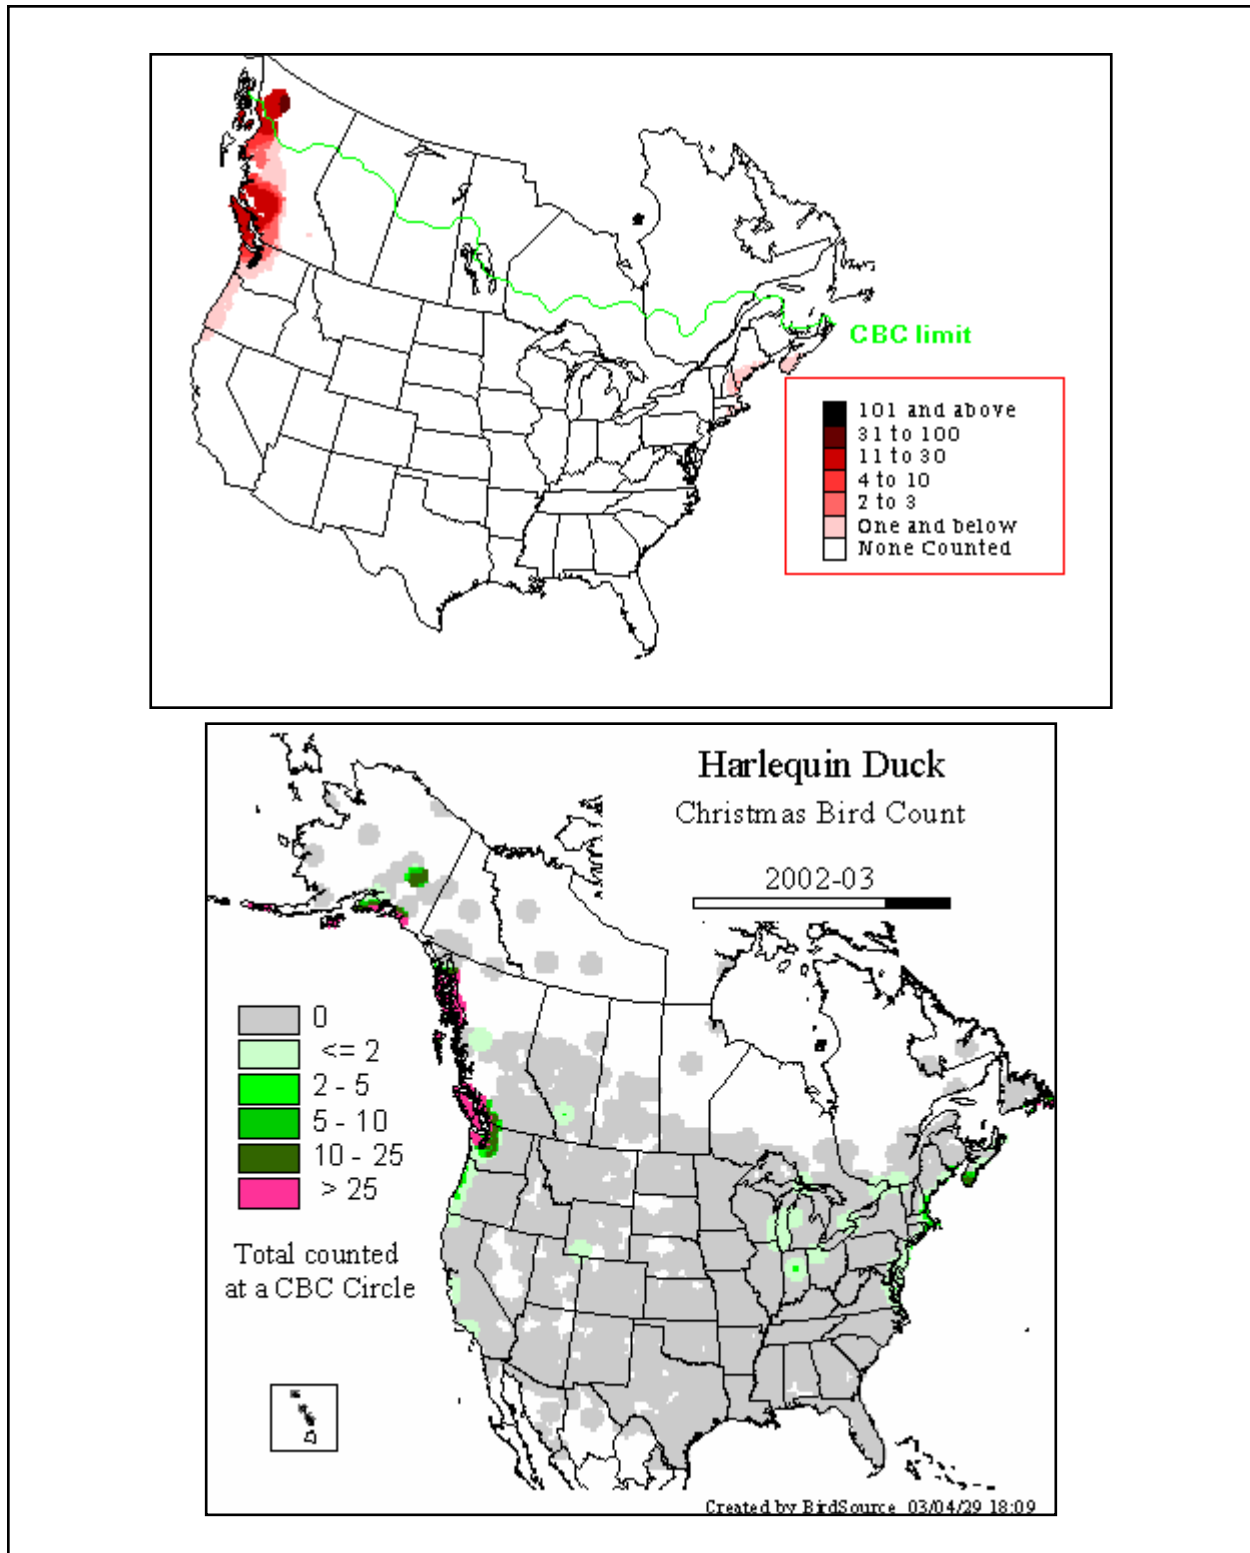 CBC limit
101 and above
31 to 100
11 to 30
4 to 10
2 to 3
One and below
None Counted
Harlequin Duck
Christmas Bird Count
2002-03
0
<= 2
2 - 5
5 - 10
10 - 25
> 25
Total counted
at a CBC Circle
Created by BirdSource 03/04/29 18:09